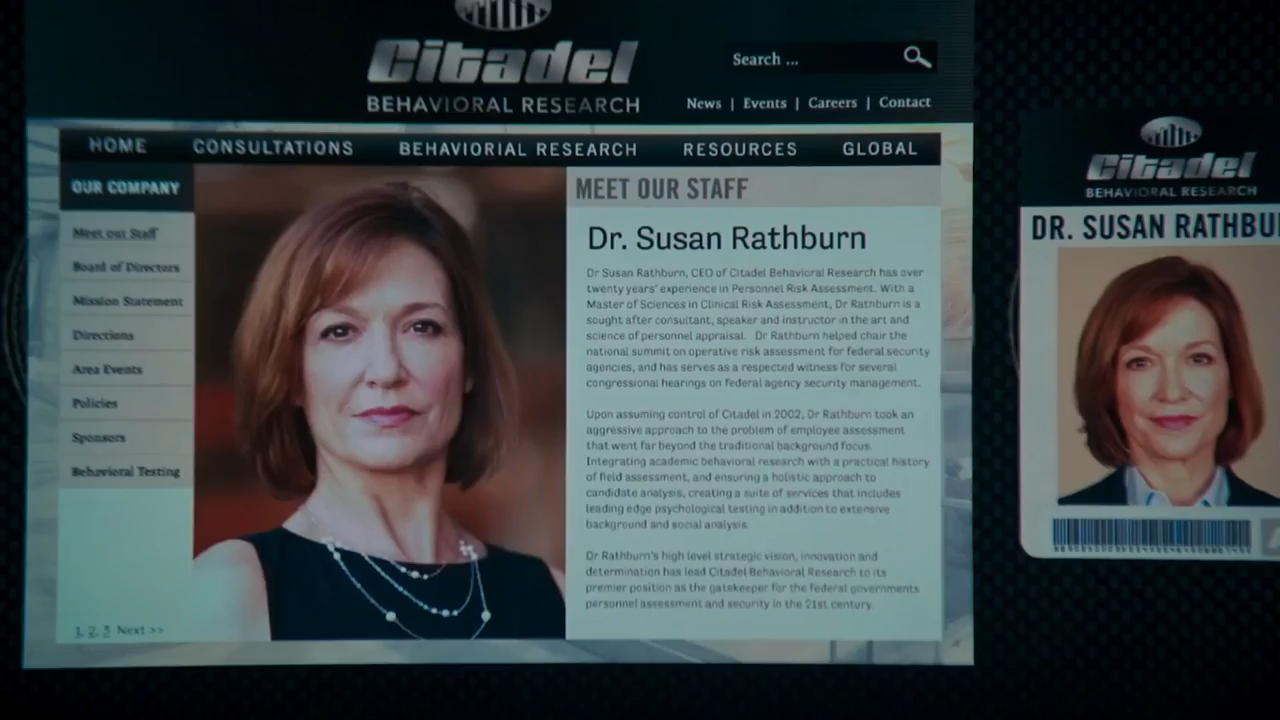 Citadel
BEHAVIORAL RESEARCH
Search ...
News | Events | Careers | Contact
HOME
CONSULTATIONS
BEHAVIORIAL RESEARCH
RESOURCES
GLOBAL
OUR COMPANY
Meet our Staff
Board of Directors
Mission Statement
Directions
Area Events
Policies
Sponsors
Behavioral Testing
1, 2, 3 Next >>
MEET OUR STAFF
Dr. Susan Rathburn
Dr Susan Rathburn, CEO of Citadel Behavioral Research has over
twenty years' experience in Personnel Risk Assessment. With a
Master of Sciences in Clinical Risk Assessment, Dr Rathburn is a
sought after consultant, speaker and instructor in the art and
science of personnel appraisal. Dr Rathburn helped chair the
national summit on operative risk assessment for federal security
agencies, and has serves as a respected witness for several
congressional hearings on federal agency security management.
Upon assuming control of Citadel in 2002, Dr Rathburn took an
aggressive approach to the problem of employee assessment
that went far beyond the traditional background focus.
Integrating academic behavioral research with a practical history
of field assessment, and ensuring a holistic approach to
candidate analysis, creating a suite of services that includes
leading edge psychological testing in addition to extensive
background and social analysis.
Dr Rathburn's high level strategic vision, innovation and
determination has lead Citadel Behavioral Research to its
premier position as the gatekeeper for the federal governments
personnel assessment and security in the 21st century.
Citadel
BEHAVIORAL RESEARCH
DR. SUSAN RATHBU